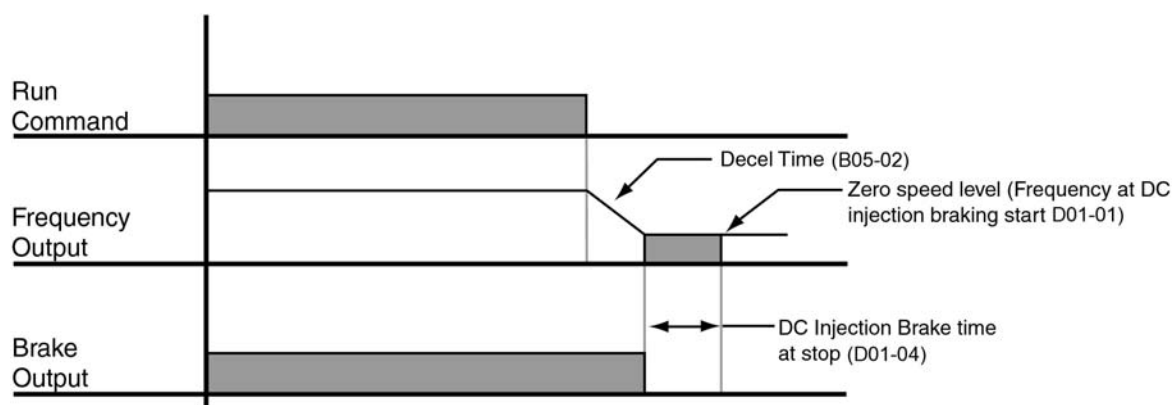 Run
Command
Decel Time (B05-02)
Zero speed level (Frequency at DC
injection braking start D01-01)
Frequency
Output
DC Injection Brake time
at stop (D01-04)
Brake
Output